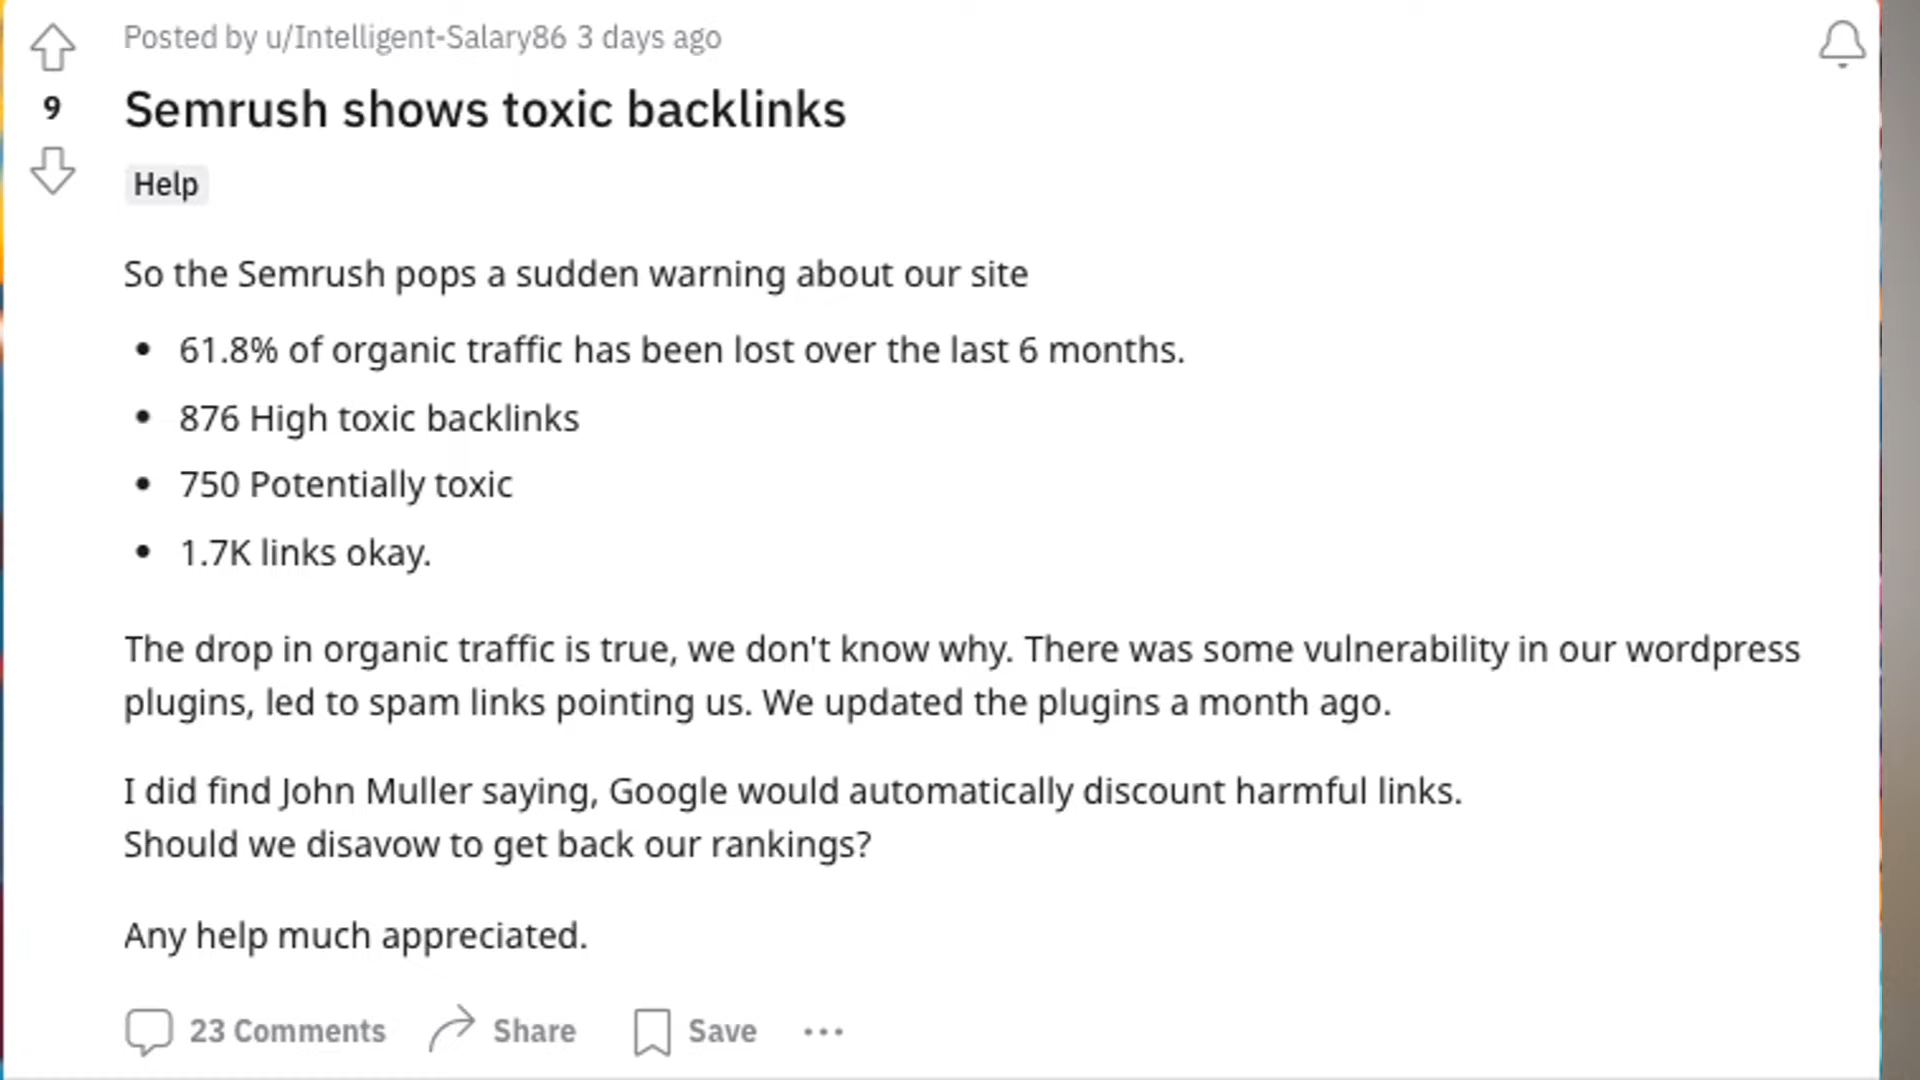 Posted by u/Intelligent-Salary86 3 days ago
9
Semrush shows toxic backlinks
Help
So the Semrush pops a sudden warning about our site
• 61.8% of organic traffic has been lost over the last 6 months.
• 876 High toxic backlinks
• 750 Potentially toxic
• 1.7K links okay.
The drop in organic traffic is true, we don't know why. There was some vulnerability in our wordpress
plugins, led to spam links pointing us. We updated the plugins a month ago.
I did find John Muller saying, Google would automatically discount harmful links.
Should we disavow to get back our rankings?
Any help much appreciated.
23 Comments Share Save ...